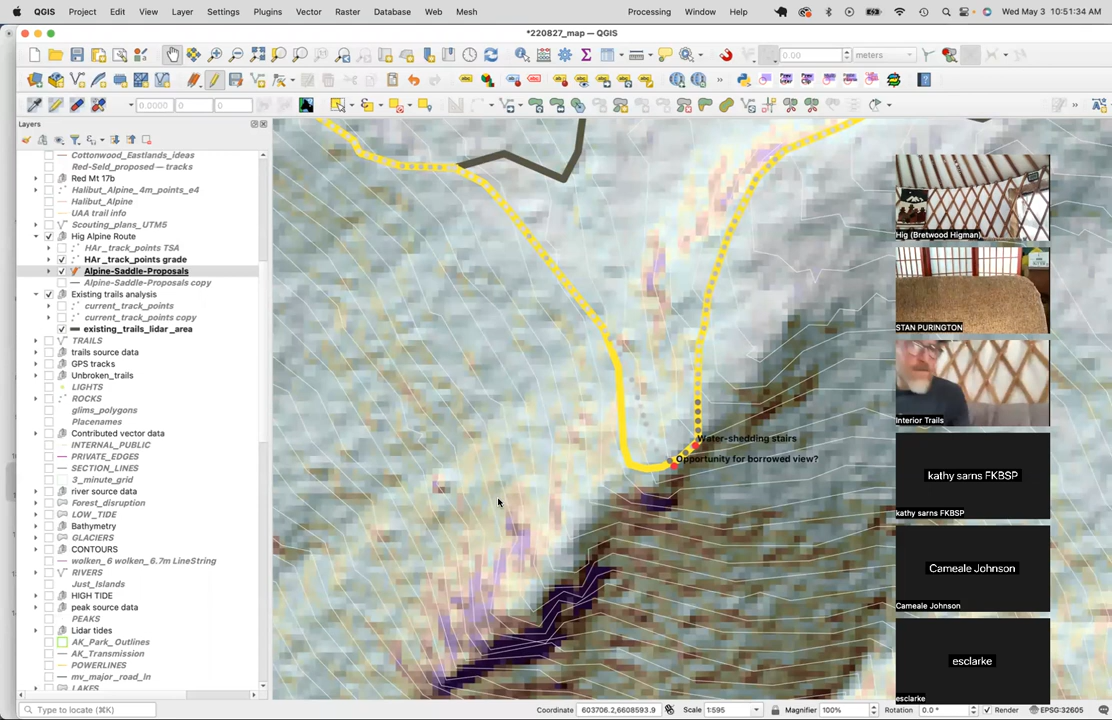 QGIS Project Edit View Layer Settings Plugins Vector Raster Database Web Mesh Processing Window Help Wed May 3 10:51:34 AM
*220827_map — QGIS
0.00 meters
0.0000 0 0
Layers
Cottonwood_Eastlands_ideas
Red-Seld_proposed — tracks
Red Mt 17b
Halibut_Alpine_4m_points_e4
Halibut_Alpine
UAA trail info
Scouting_plans_UTM5
Hig Alpine Route
HAr_track_points TSA
HAr_track_points grade
Alpine-Saddle-Proposals
Alpine-Saddle-Proposals copy
Existing trails analysis
current_track_points
current_track_points copy
existing_trails_lidar_area
TRAILS
trails source data
GPS tracks
Unbroken_trails
LIGHTS
ROCKS
glims_polygons
Placenames
Contributed vector data
INTERNAL_PUBLIC
PRIVATE_EDGES
SECTION_LINES
3_minute_grid
river source data
Forest_disruption
LOW_TIDE
Bathymetry
GLACIERS
CONTOURS
wolken_6 wolken_6.7m LineString
RIVERS
Just_Islands
HIGH TIDE
peak source data
PEAKS
Lidar tides
AK_Park_Outlines
AK_Transmission
POWERLINES
mv_major_road_ln
LAKES
Water-shedding stairs
Opportunity for borrowed view?
Hig (Bretwood Higman)
STAN PURINGTON
Interior Trails
kathy sarns FKBSP
kathy sarns FKBSP
Cameale Johnson
Cameale Johnson
esclarke
esclarke
Type to locate (⌘K) Coordinate 603706.2,6608593.9 Scale 1:595 Magnifier 100% Rotation 0.0° Render EPSG:32605